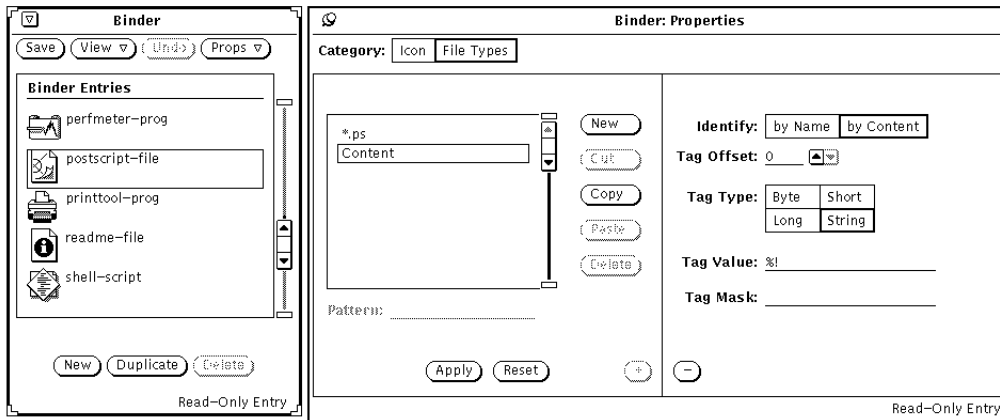 Binder
Save View Undo Props
Binder Entries
perfmeter-prog
postscript-file
printtool-prog
readme-file
shell-script
New Duplicate Delete
Read-Only Entry
Binder: Properties
Category: Icon File Types
*.ps
Content
New
Cut
Copy
Paste
Delete
Pattern:
Apply Reset +
Identify: by Name by Content
Tag Offset: 0
Tag Type: Byte Short
Long String
Tag Value: %!
Tag Mask:
−
Read-Only Entry